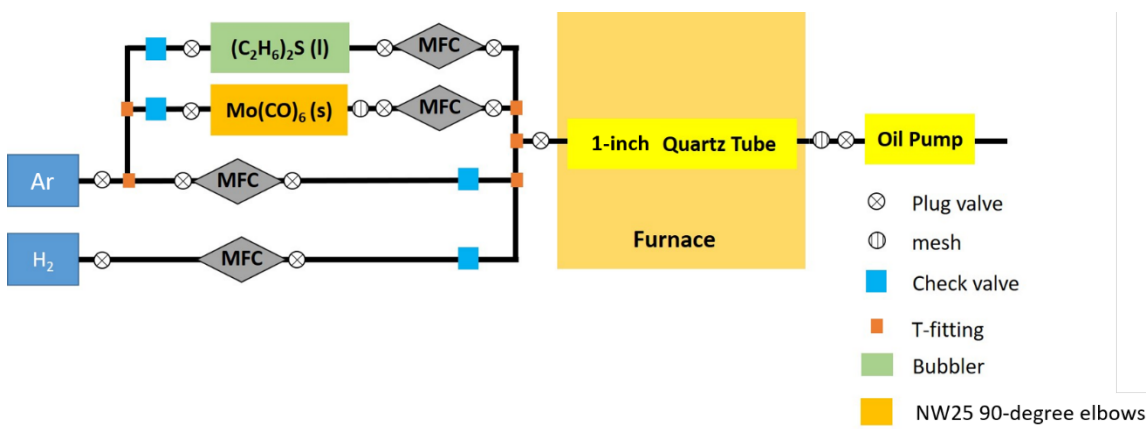 (C₂H₆)₂S (l)
MFC
Mo(CO)₆ (s)
MFC
1-inch Quartz Tube
Oil Pump
Ar
MFC
Plug valve
H₂
MFC
Furnace
mesh
Check valve
T-fitting
Bubbler
NW25 90-degree elbows